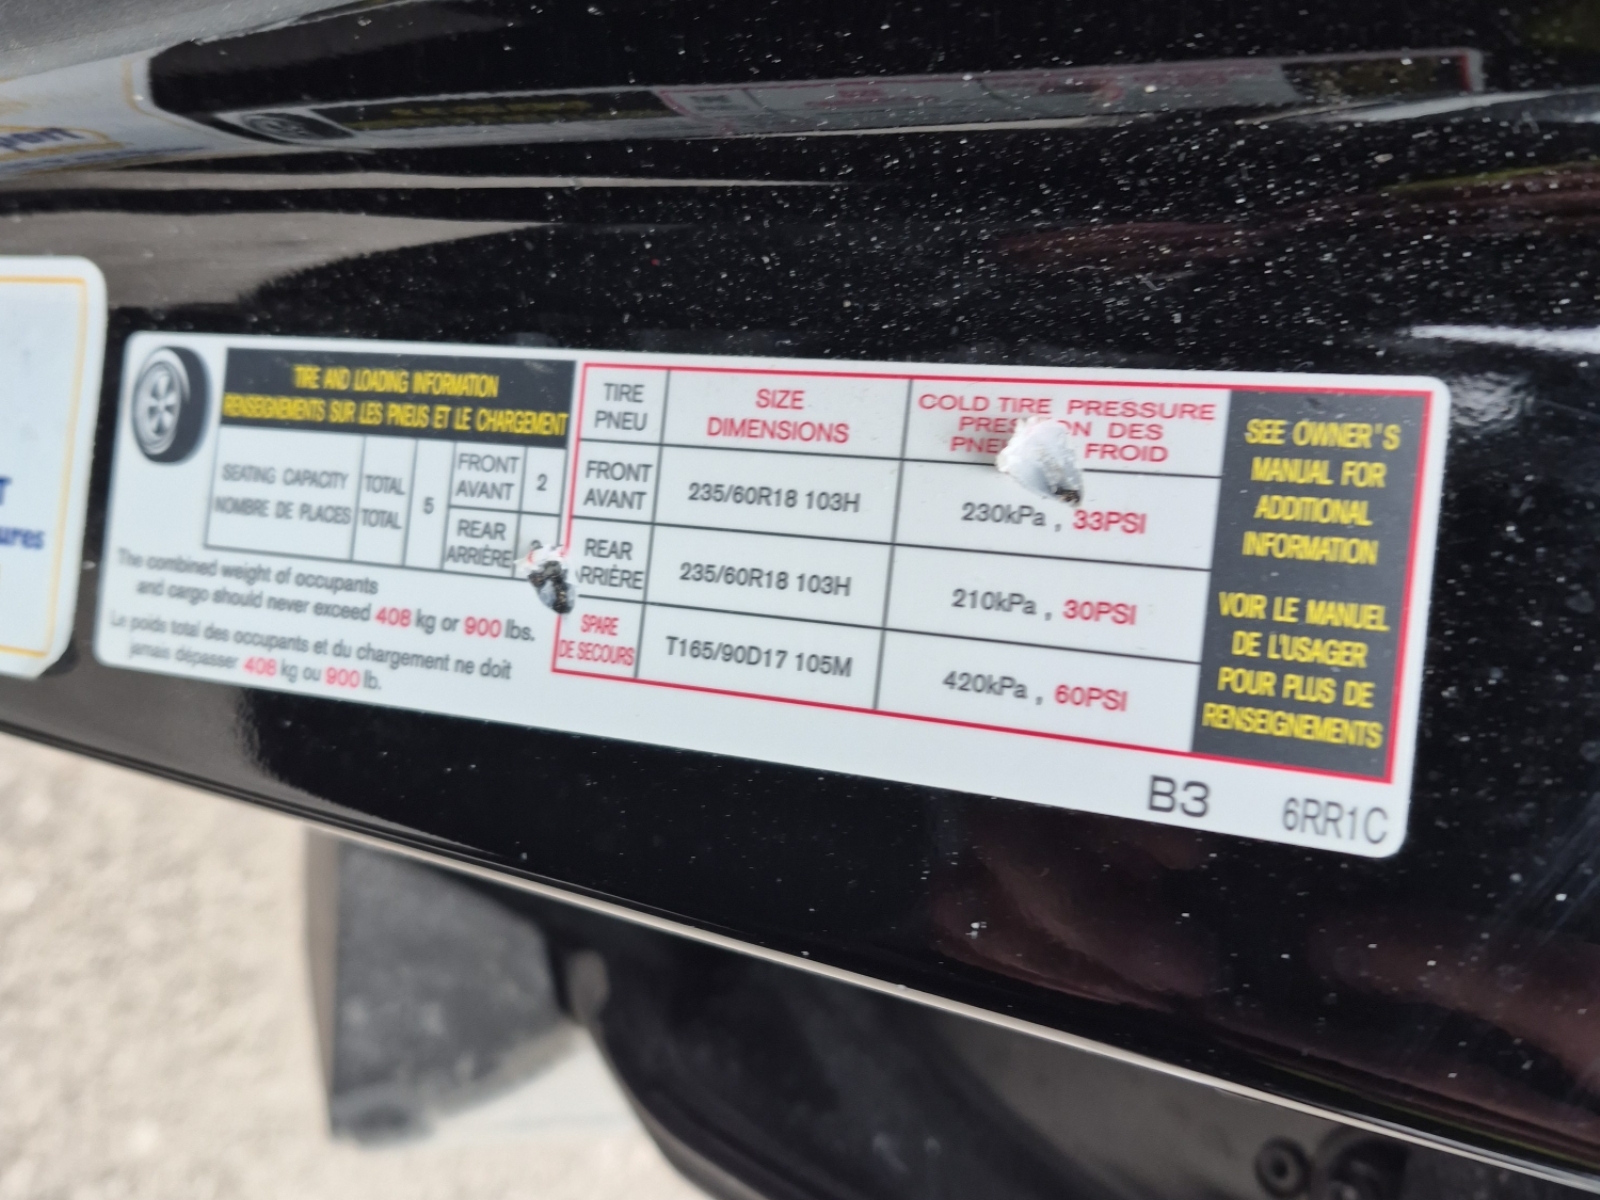 TIRE AND LOADING INFORMATION
RENSEIGNEMENTS SUR LES PNEUS ET LE CHARGEMENT
SEATING CAPACITY
NOMBRE DE PLACES
TOTAL
TOTAL
5
FRONT
AVANT
2
REAR
ARRIÈRE
The combined weight of occupants
and cargo should never exceed 408 kg or 900 lbs.
Le poids total des occupants et du chargement ne doit
jamais dépasser 408 kg ou 900 lb.
TIRE
PNEU
SIZE
DIMENSIONS
COLD TIRE PRESSURE
DES
FROID
FRONT
AVANT
235/60R18 103H
230kPa , 33PSI
REAR
RRIÈRE
235/60R18 103H
210kPa , 30PSI
SPARE
DE SECOURS
T165/90D17 105M
420kPa , 60PSI
SEE OWNER'S
MANUAL FOR
ADDITIONAL
INFORMATION
VOIR LE MANUEL
DE L'USAGER
POUR PLUS DE
RENSEIGNEMENTS
B3 6RR1C